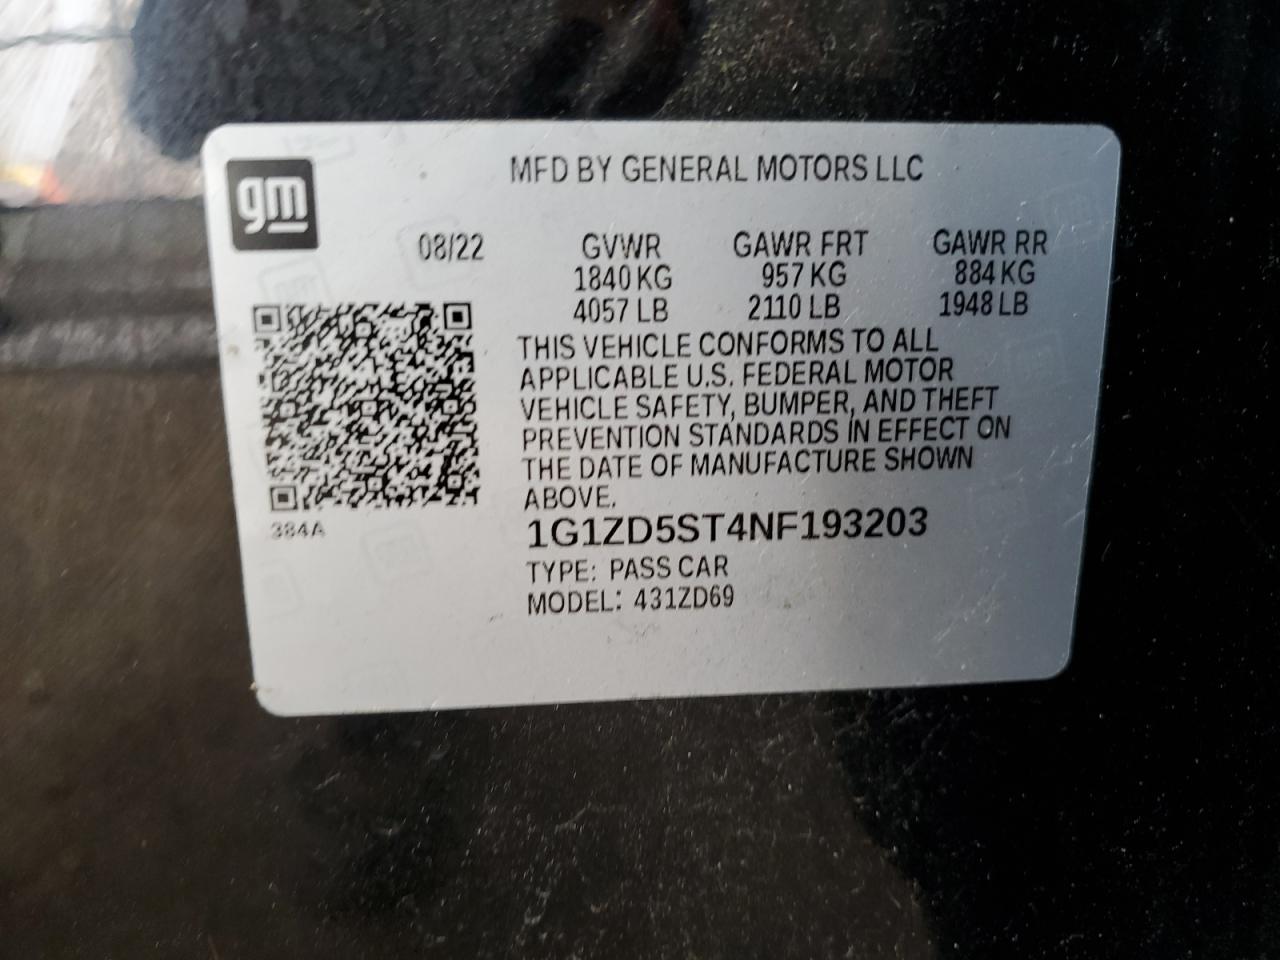 gm
MFD BY GENERAL MOTORS LLC
08/22 GVWR GAWR FRT GAWR RR
1840 KG 957 KG 884 KG
4057 LB 2110 LB 1948 LB
THIS VEHICLE CONFORMS TO ALL
APPLICABLE U.S. FEDERAL MOTOR
VEHICLE SAFETY, BUMPER, AND THEFT
PREVENTION STANDARDS IN EFFECT ON
THE DATE OF MANUFACTURE SHOWN
ABOVE.
384A
1G1ZD5ST4NF193203
TYPE: PASS CAR
MODEL: 431ZD69